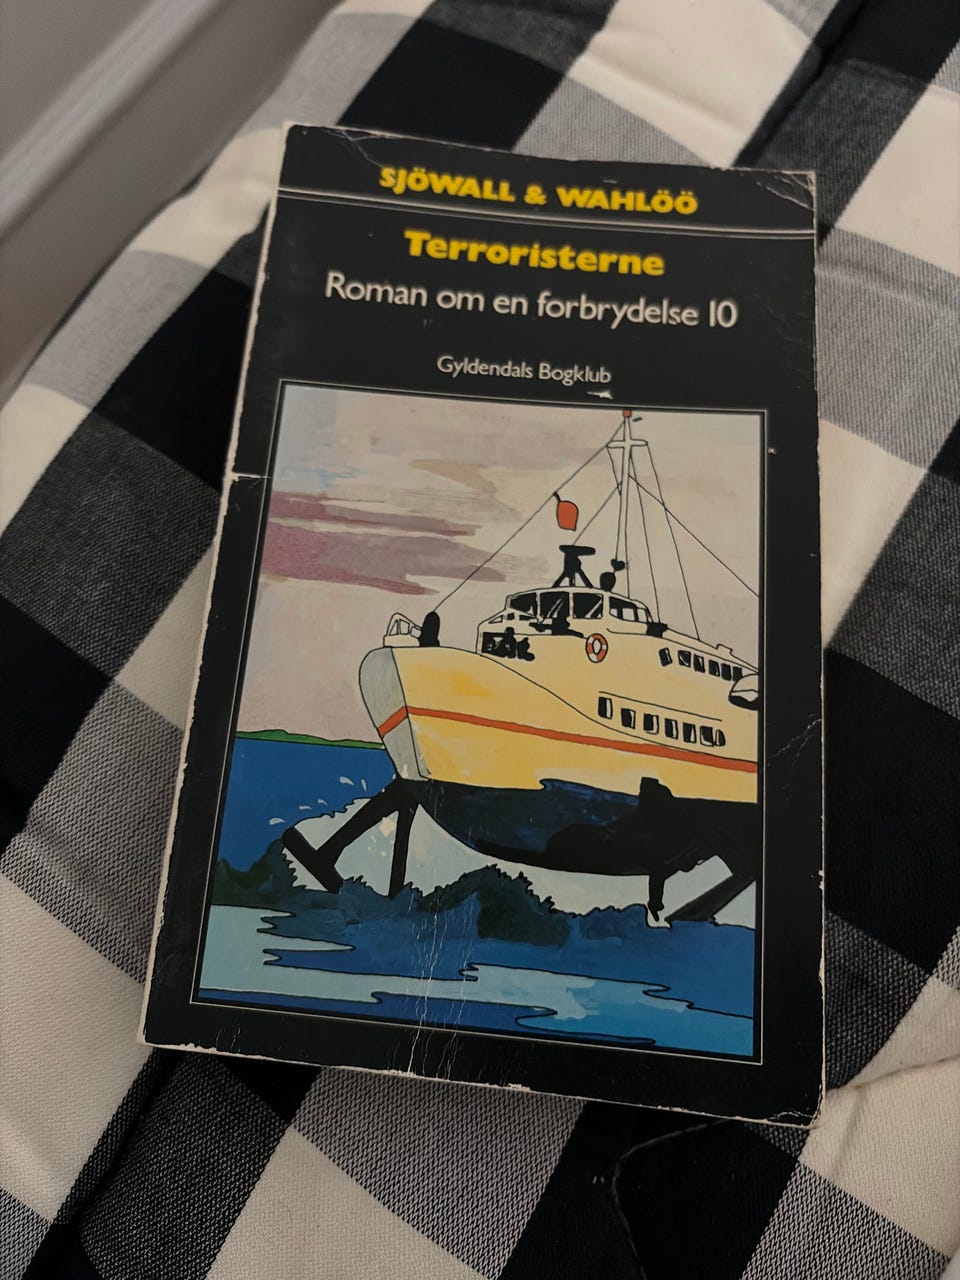 SJÖWALL & WAHLÖÖ
Terroristerne
Roman om en forbrydelse 10
Gyldendals Bogklub